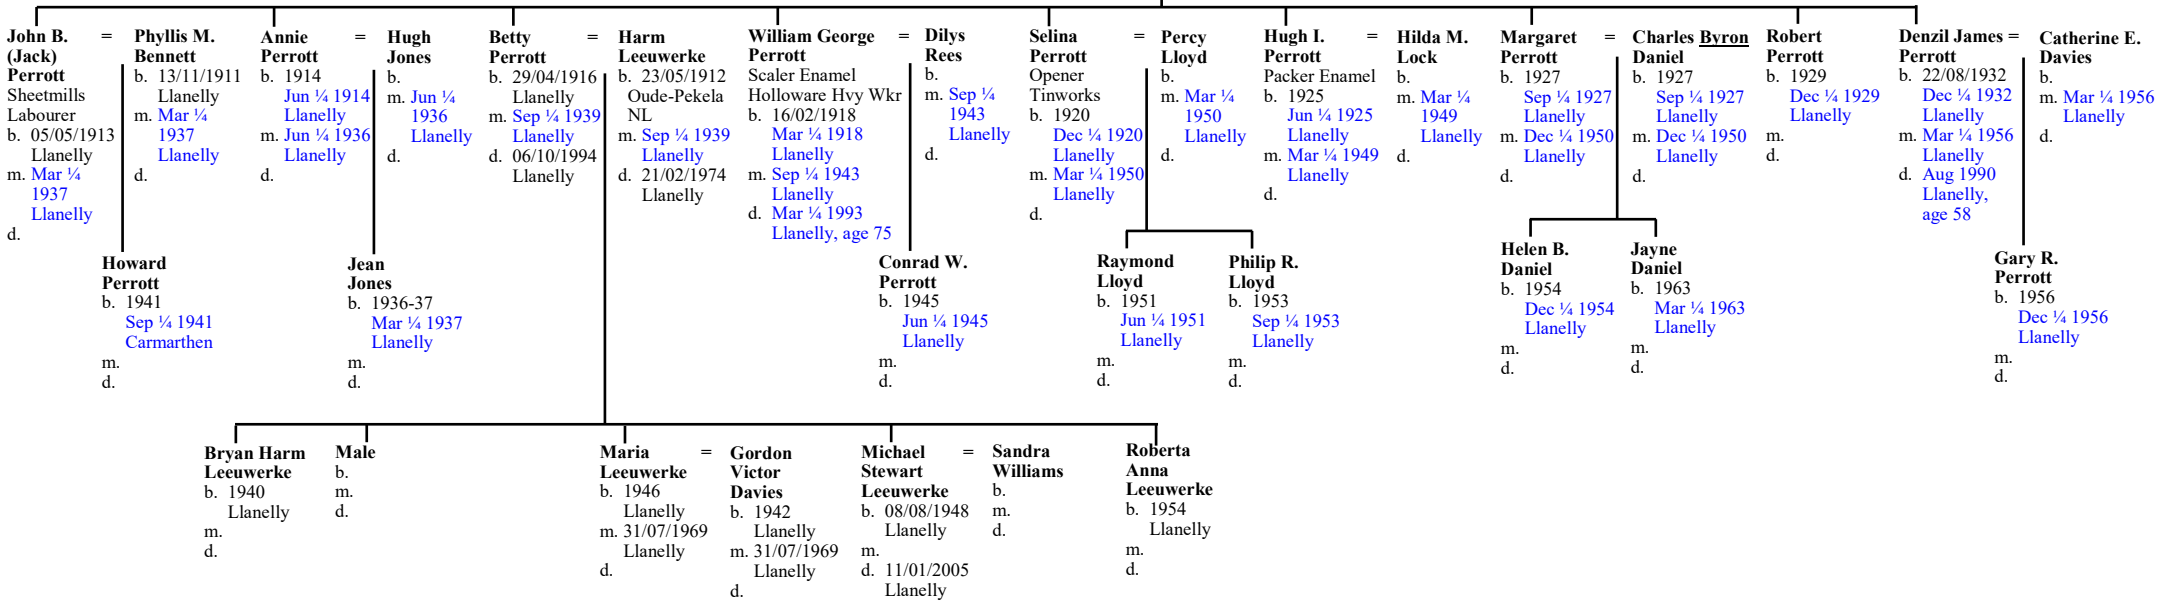 John B. =
(Jack)
Perrott
Sheetmills
Labourer
b. 05/05/1913
Llanelly
m. Mar ¼
1937
Llanelly
d.
Phyllis M.
Bennett
b. 13/11/1911
Llanelly
m. Mar ¼
1937
Llanelly
d.
Annie =
Perrott
b. 1914
Jun ¼ 1914
Llanelly
m. Jun ¼ 1936
Llanelly
d.
Hugh
Jones
b.
m. Jun ¼
1936
Llanelly
d.
Betty =
Perrott
b. 29/04/1916
Llanelly
m. Sep ¼ 1939
Llanelly
d. 06/10/1994
Llanelly
Harm
Leeuwerke
b. 23/05/1912
Oude-Pekela
NL
m. Sep ¼ 1939
Llanelly
d. 21/02/1974
Llanelly
William George =
Perrott
Scaler Enamel
Holloware Hvy Wkr
b. 16/02/1918
Mar ¼ 1918
Llanelly
m. Sep ¼ 1943
Llanelly
d. Mar ¼ 1993
Llanelly, age 75
Dilys
Rees
b.
m. Sep ¼
1943
Llanelly
d.
Selina =
Perrott
Opener
Tinworks
b. 1920
Dec ¼ 1920
Llanelly
m. Mar ¼ 1950
Llanelly
d.
Percy
Lloyd
b.
m. Mar ¼
1950
Llanelly
d.
Hugh I. =
Perrott
Packer Enamel
b. 1925
Jun ¼ 1925
Llanelly
m. Mar ¼ 1949
Llanelly
d.
Hilda M.
Lock
b.
m. Mar ¼
1949
Llanelly
d.
Margaret =
Perrott
b. 1927
Sep ¼ 1927
Llanelly
m. Dec ¼ 1950
Llanelly
d.
Charles Byron
Daniel
b. 1927
Sep ¼ 1927
Llanelly
m. Dec ¼ 1950
Llanelly
d.
Robert
Perrott
b. 1929
Dec ¼ 1929
Llanelly
m.
d.
Denzil James =
Perrott
b. 22/08/1932
Dec ¼ 1932
Llanelly
m. Mar ¼ 1956
Llanelly
d. Aug 1990
Llanelly,
age 58
Catherine E.
Davies
b.
m. Mar ¼ 1956
Llanelly
d.
Howard
Perrott
b. 1941
Sep ¼ 1941
Carmarthen
m.
d.
Jean
Jones
b. 1936-37
Mar ¼ 1937
Llanelly
m.
d.
Conrad W.
Perrott
b. 1945
Jun ¼ 1945
Llanelly
m.
d.
Raymond
Lloyd
b. 1951
Jun ¼ 1951
Llanelly
m.
d.
Philip R.
Lloyd
b. 1953
Sep ¼ 1953
Llanelly
m.
d.
Helen B.
Daniel
b. 1954
Dec ¼ 1954
Llanelly
m.
d.
Jayne
Daniel
b. 1963
Mar ¼ 1963
Llanelly
m.
d.
Gary R.
Perrott
b. 1956
Dec ¼ 1956
Llanelly
m.
d.
Bryan Harm
Leeuwerke
b. 1940
Llanelly
m.
d.
Male
b.
m.
d.
Maria =
Leeuwerke
b. 1946
Llanelly
m. 31/07/1969
Llanelly
d.
Gordon
Victor
Davies
b. 1942
Llanelly
m. 31/07/1969
Llanelly
d.
Michael =
Stewart
Leeuwerke
b. 08/08/1948
Llanelly
m.
d. 11/01/2005
Llanelly
Sandra
Williams
b.
m.
d.
Roberta
Anna
Leeuwerke
b. 1954
Llanelly
m.
d.